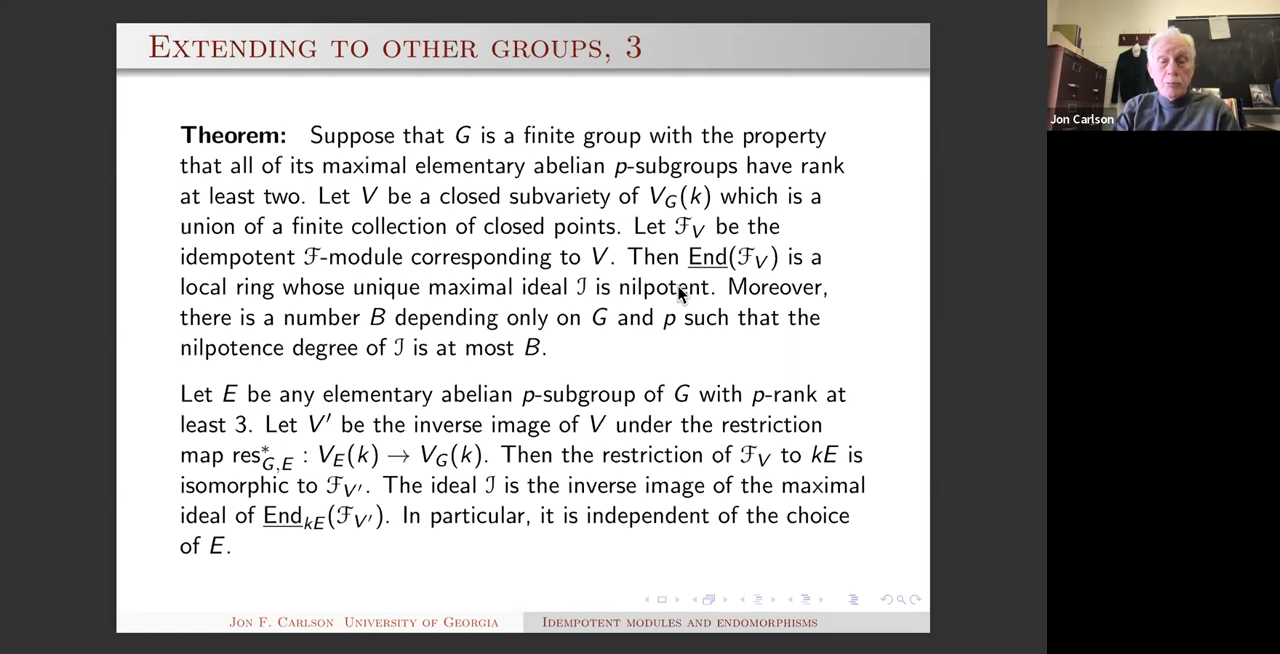 EXTENDING TO OTHER GROUPS, 3
Theorem: Suppose that G is a finite group with the property
that all of its maximal elementary abelian p-subgroups have rank
at least two. Let V be a closed subvariety of V_G(k) which is a
union of a finite collection of closed points. Let ℱ_V be the
idempotent ℱ-module corresponding to V. Then End(ℱ_V) is a
local ring whose unique maximal ideal ℐ is nilpotent. Moreover,
there is a number B depending only on G and p such that the
nilpotence degree of ℐ is at most B.
Let E be any elementary abelian p-subgroup of G with p-rank at
least 3. Let V′ be the inverse image of V under the restriction
map res*_{G,E} : V_E(k) → V_G(k). Then the restriction of ℱ_V to kE is
isomorphic to ℱ_{V′}. The ideal ℐ is the inverse image of the maximal
ideal of End_{kE}(ℱ_{V′}). In particular, it is independent of the choice
of E.
JON F. CARLSON UNIVERSITY OF GEORGIA
IDEMPOTENT MODULES AND ENDOMORPHISMS
Jon Carlson